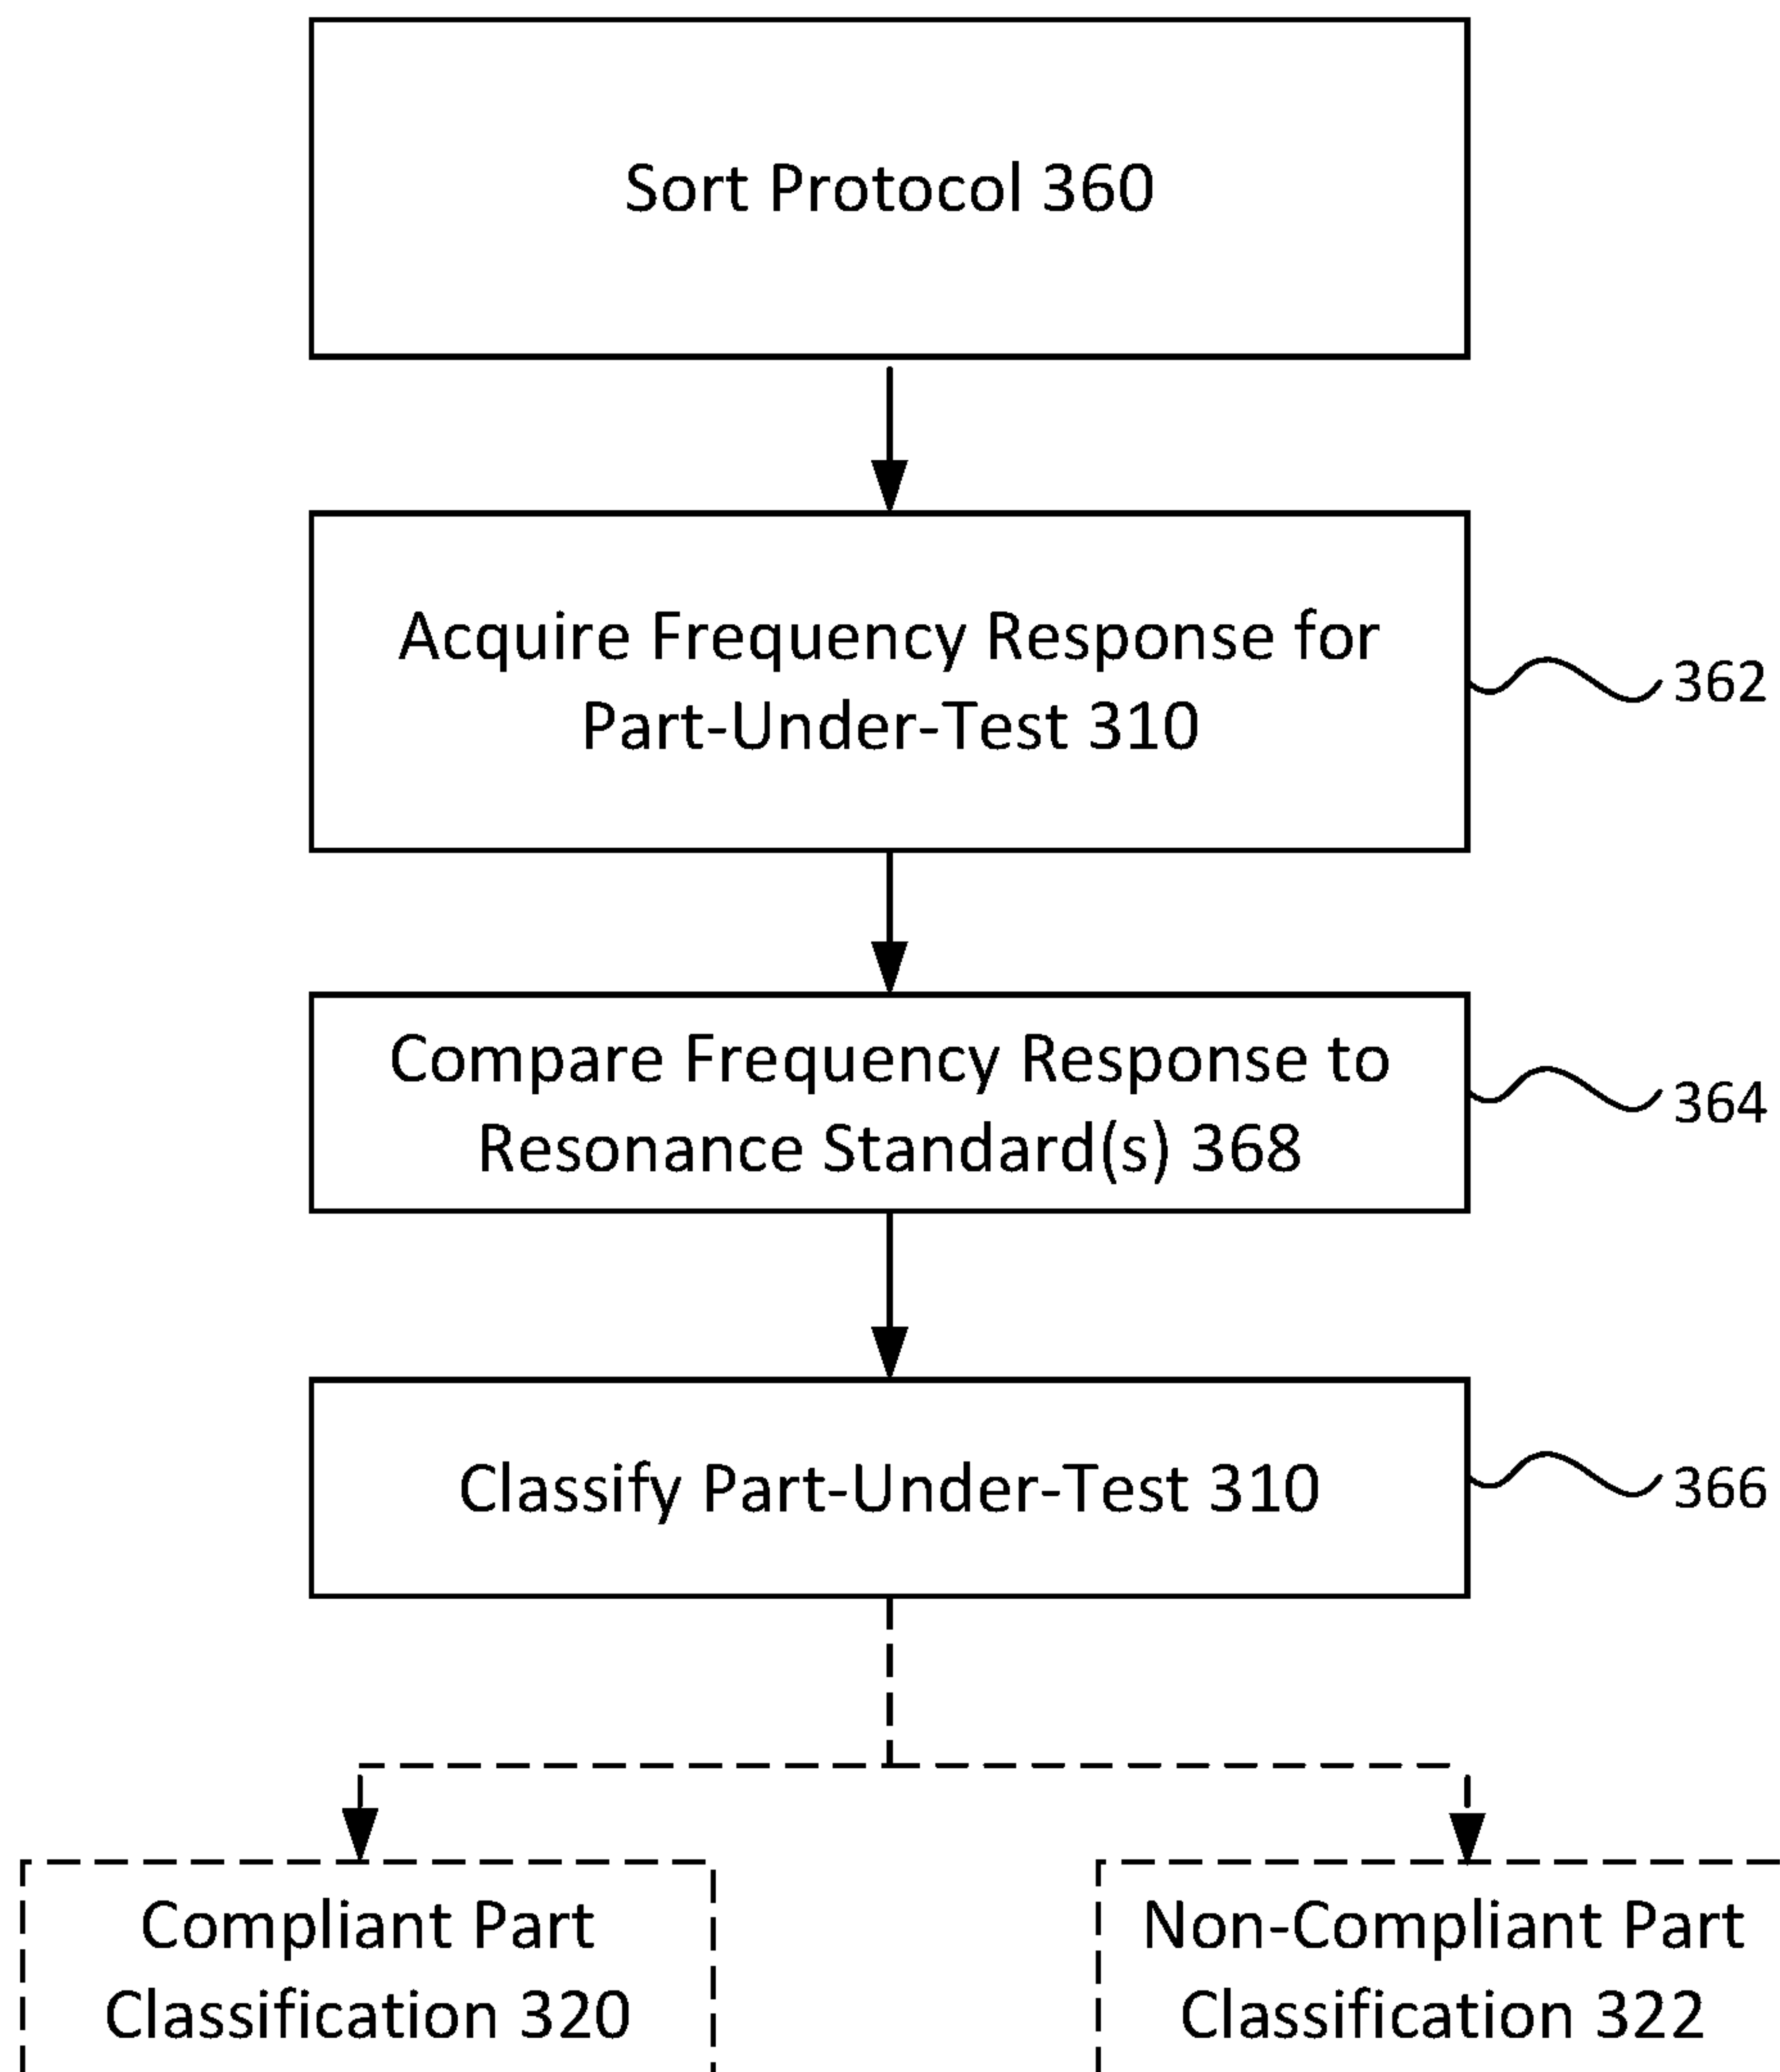 Sort Protocol 360
Acquire Frequency Response for
Part-Under-Test 310
362
Compare Frequency Response to
Resonance Standard(s) 368
364
Classify Part-Under-Test 310
366
Compliant Part
Classification 320
Non-Compliant Part
Classification 322